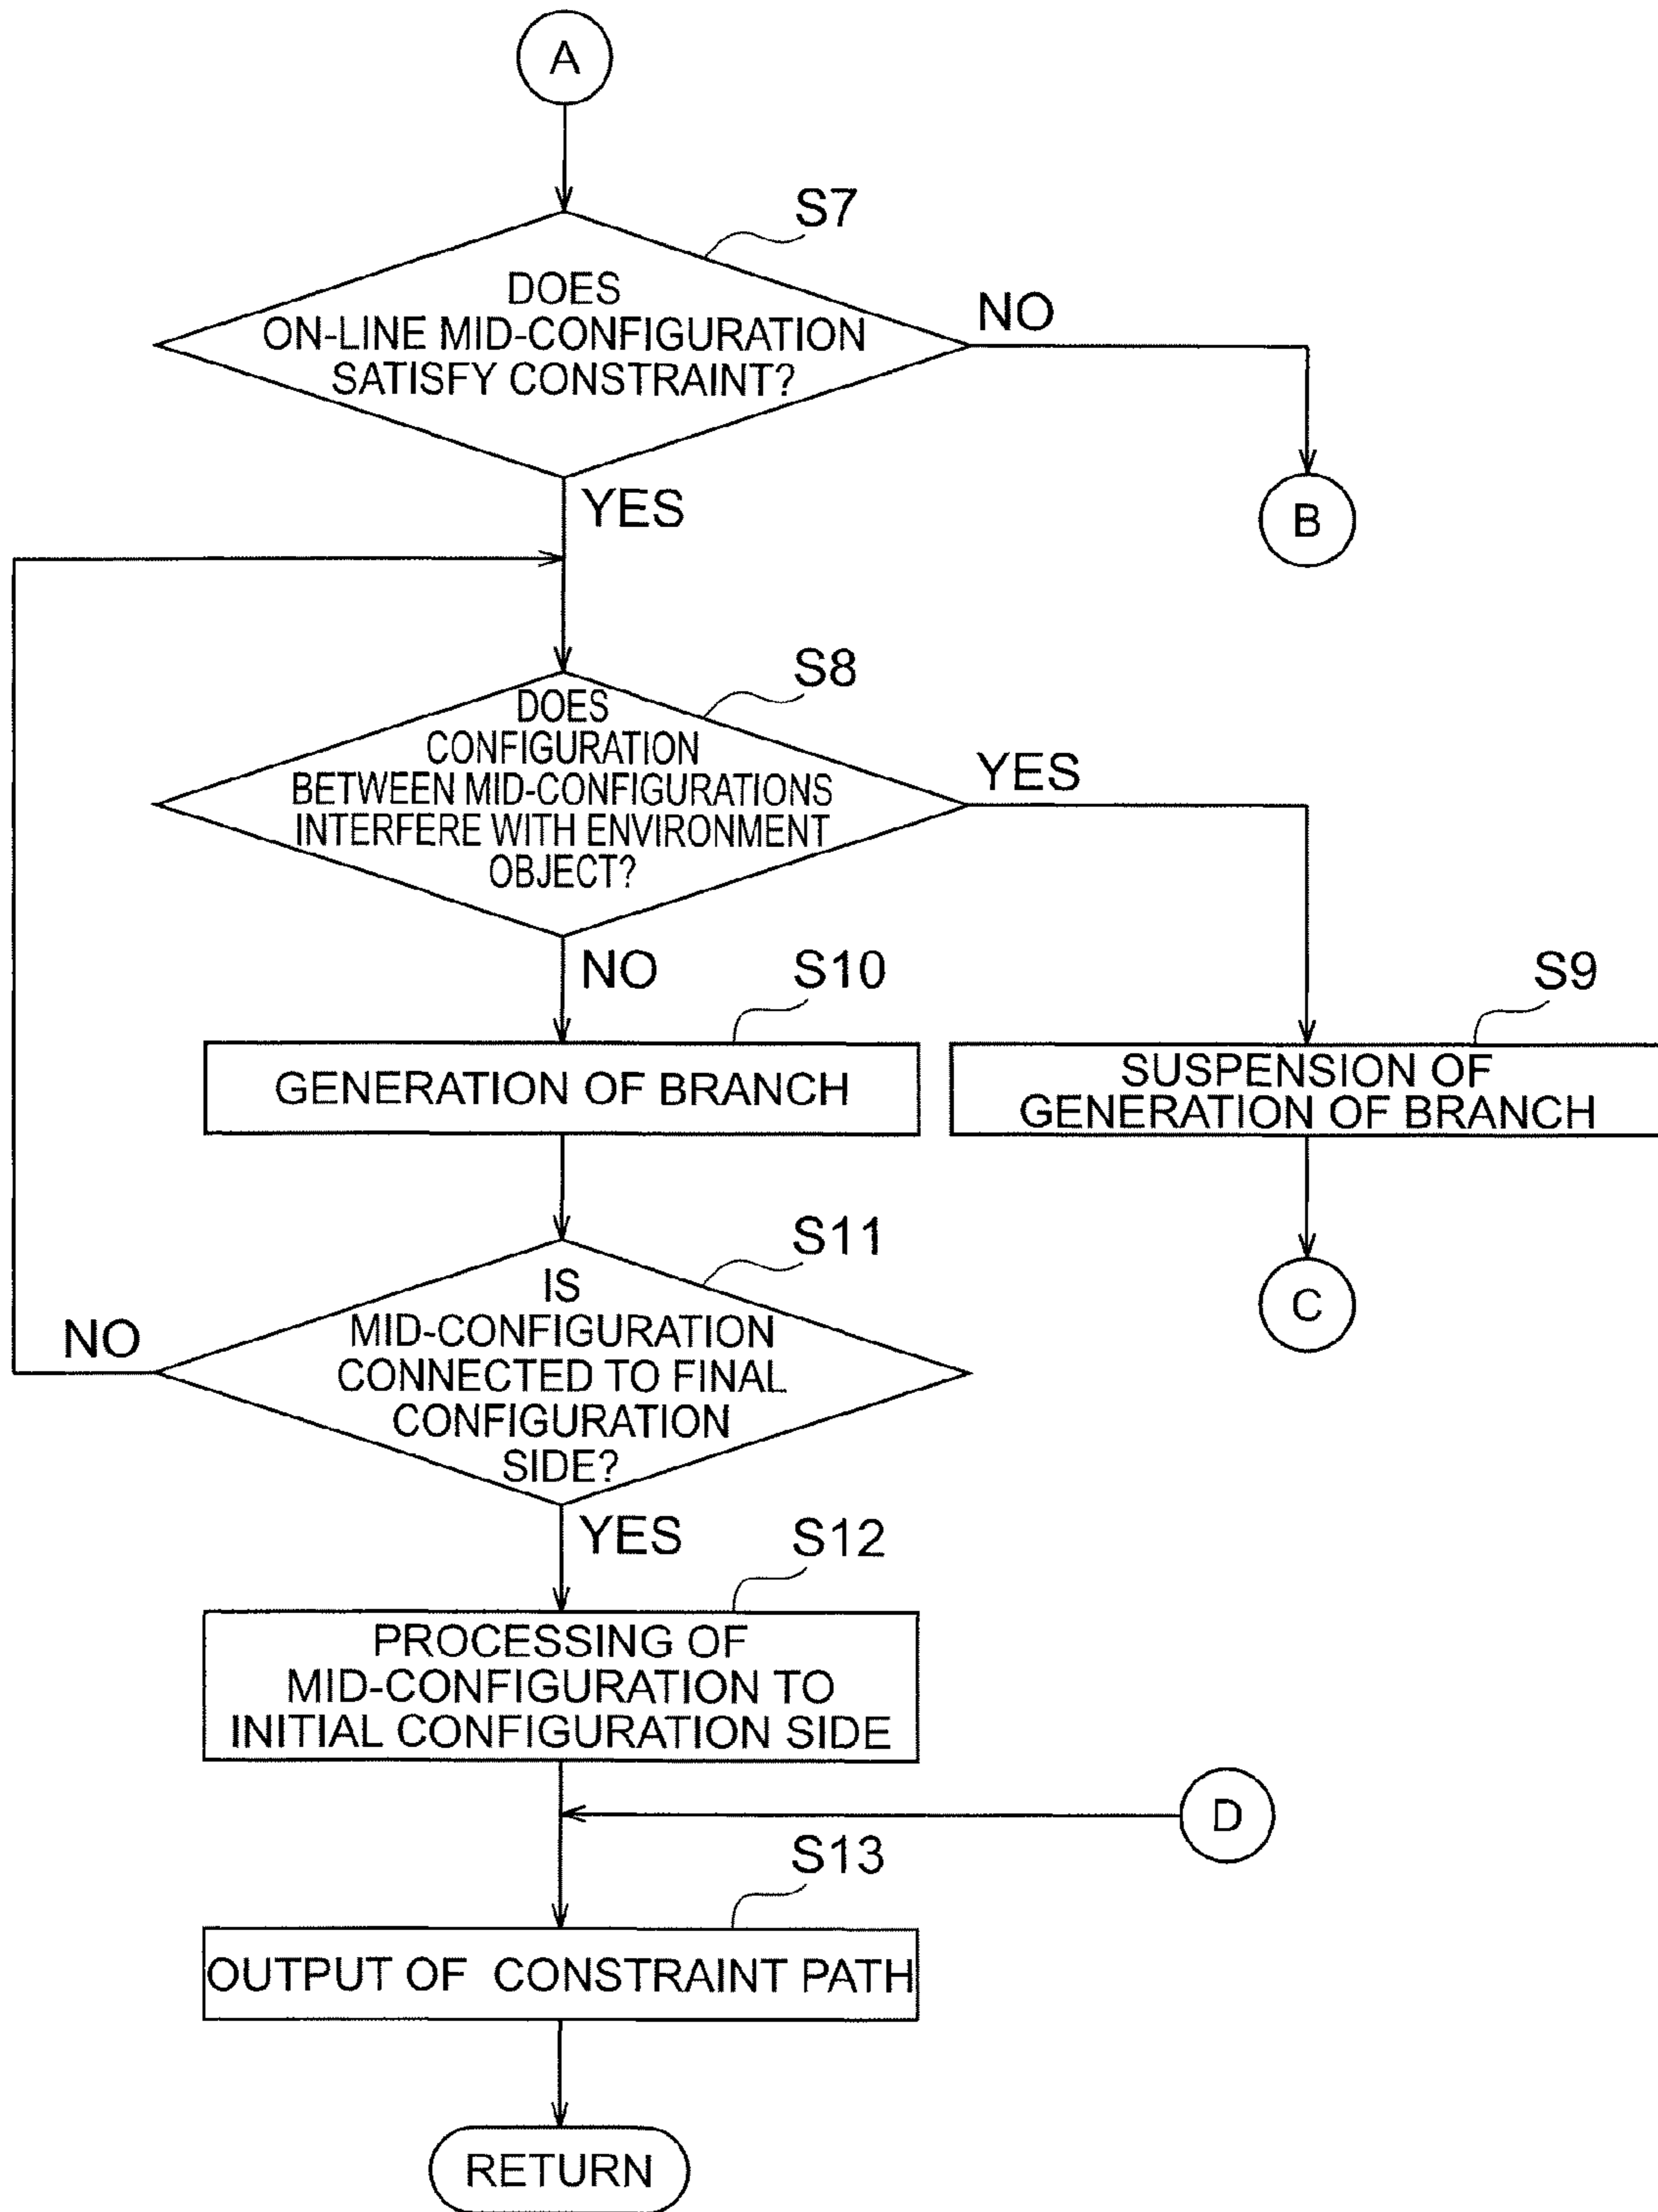 A
S7
DOES
ON-LINE MID-CONFIGURATION
SATISFY CONSTRAINT?
NO
YES
B
S8
DOES
CONFIGURATION
BETWEEN MID-CONFIGURATIONS
INTERFERE WITH ENVIRONMENT
OBJECT?
YES
NO
S10
GENERATION OF BRANCH
S9
SUSPENSION OF
GENERATION OF BRANCH
C
S11
IS
MID-CONFIGURATION
CONNECTED TO FINAL
CONFIGURATION
SIDE?
NO
YES
S12
PROCESSING OF
MID-CONFIGURATION TO
INITIAL CONFIGURATION SIDE
D
S13
OUTPUT OF CONSTRAINT PATH
RETURN